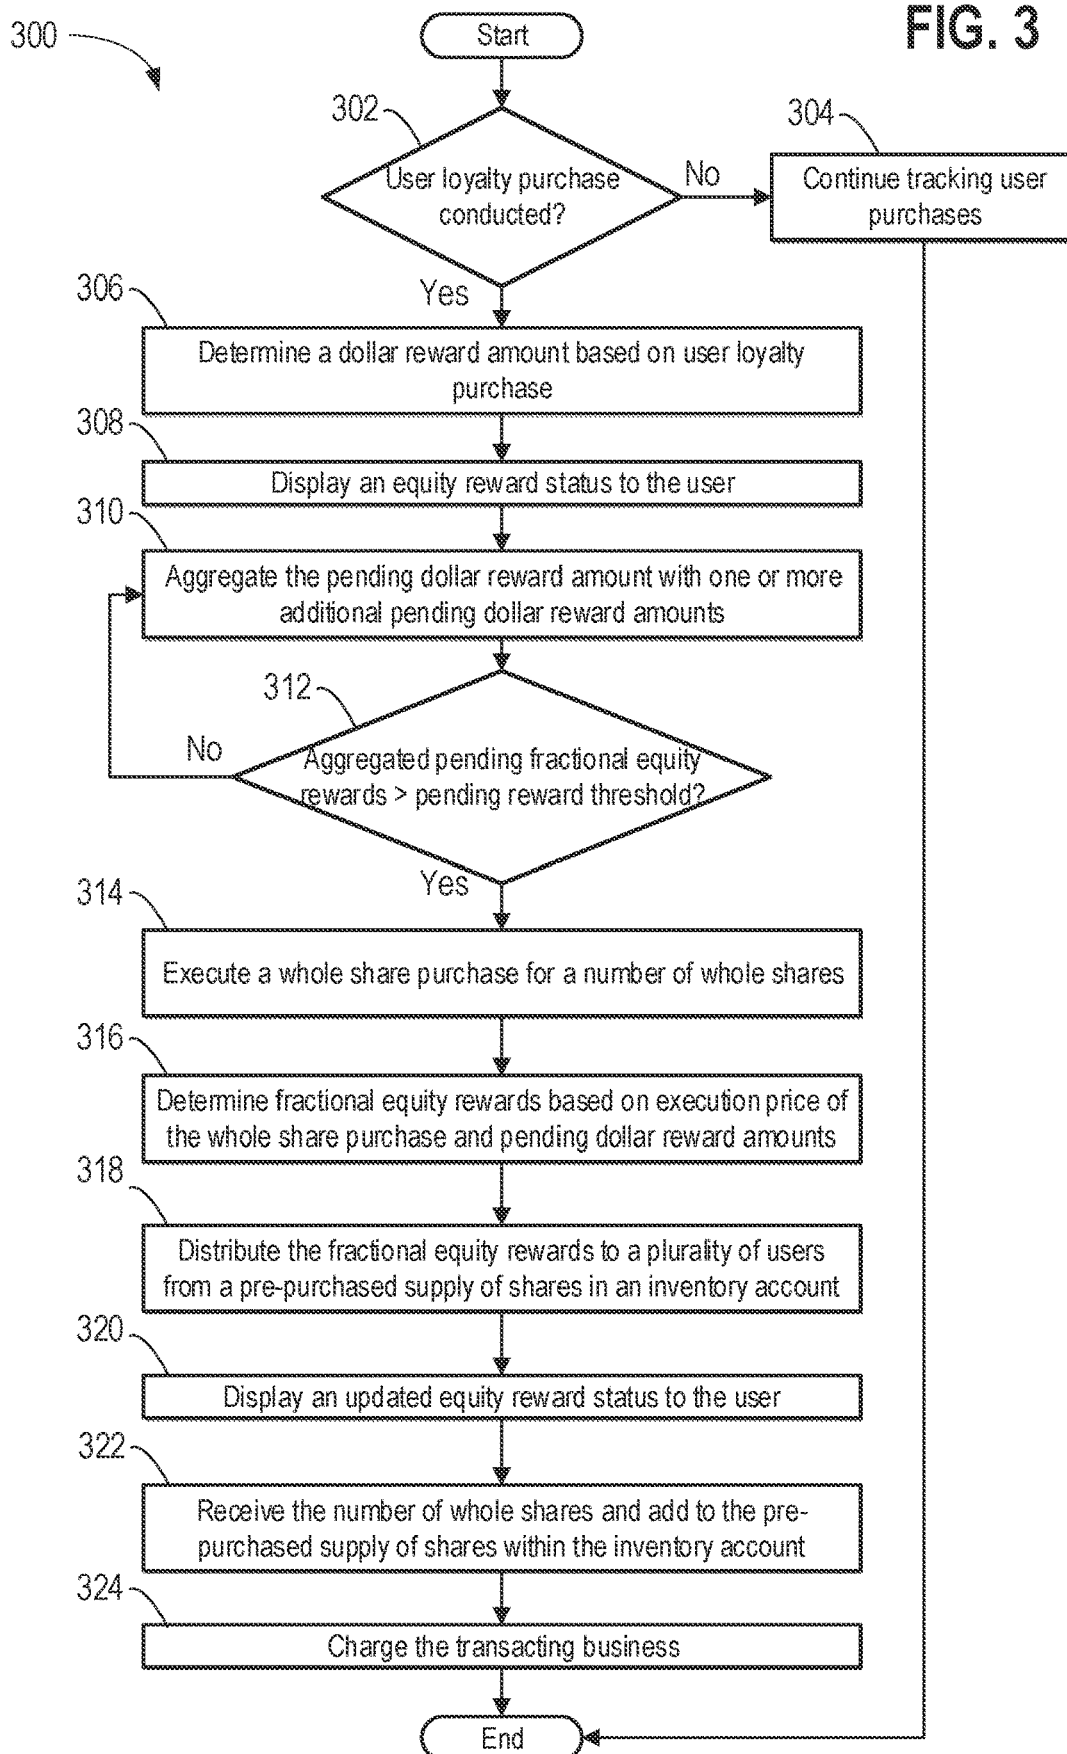 300
Start
FIG. 3
302
User loyalty purchase
conducted?
No
304
Continue tracking user
purchases
Yes
306
Determine a dollar reward amount based on user loyalty
purchase
308
Display an equity reward status to the user
310
Aggregate the pending dollar reward amount with one or more
additional pending dollar reward amounts
312
No
Aggregated pending fractional equity
rewards > pending reward threshold?
Yes
314
Execute a whole share purchase for a number of whole shares
316
Determine fractional equity rewards based on execution price of
the whole share purchase and pending dollar reward amounts
318
Distribute the fractional equity rewards to a plurality of users
from a pre-purchased supply of shares in an inventory account
320
Display an updated equity reward status to the user
322
Receive the number of whole shares and add to the pre-
purchased supply of shares within the inventory account
324
Charge the transacting business
End